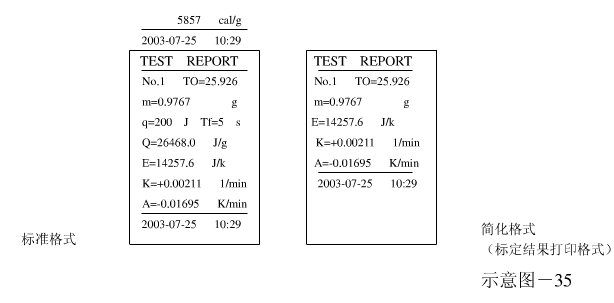 5857 cal/g
2003-07-25 10:29
TEST REPORT
No.1 TO=25.926
m=0.9767 g
q=200 J Tf=5 s
Q=26468.0 J/g
E=14257.6 J/k
K=+0.00211 1/min
A=-0.01695 K/min
2003-07-25 10:29
标准格式
TEST REPORT
No.1 TO=25.926
m=0.9767 g
E=14257.6 J/k
K=+0.00211 1/min
A=-0.01695 K/min
2003-07-25 10:29
简化格式
（标定结果打印格式）
示意图－35